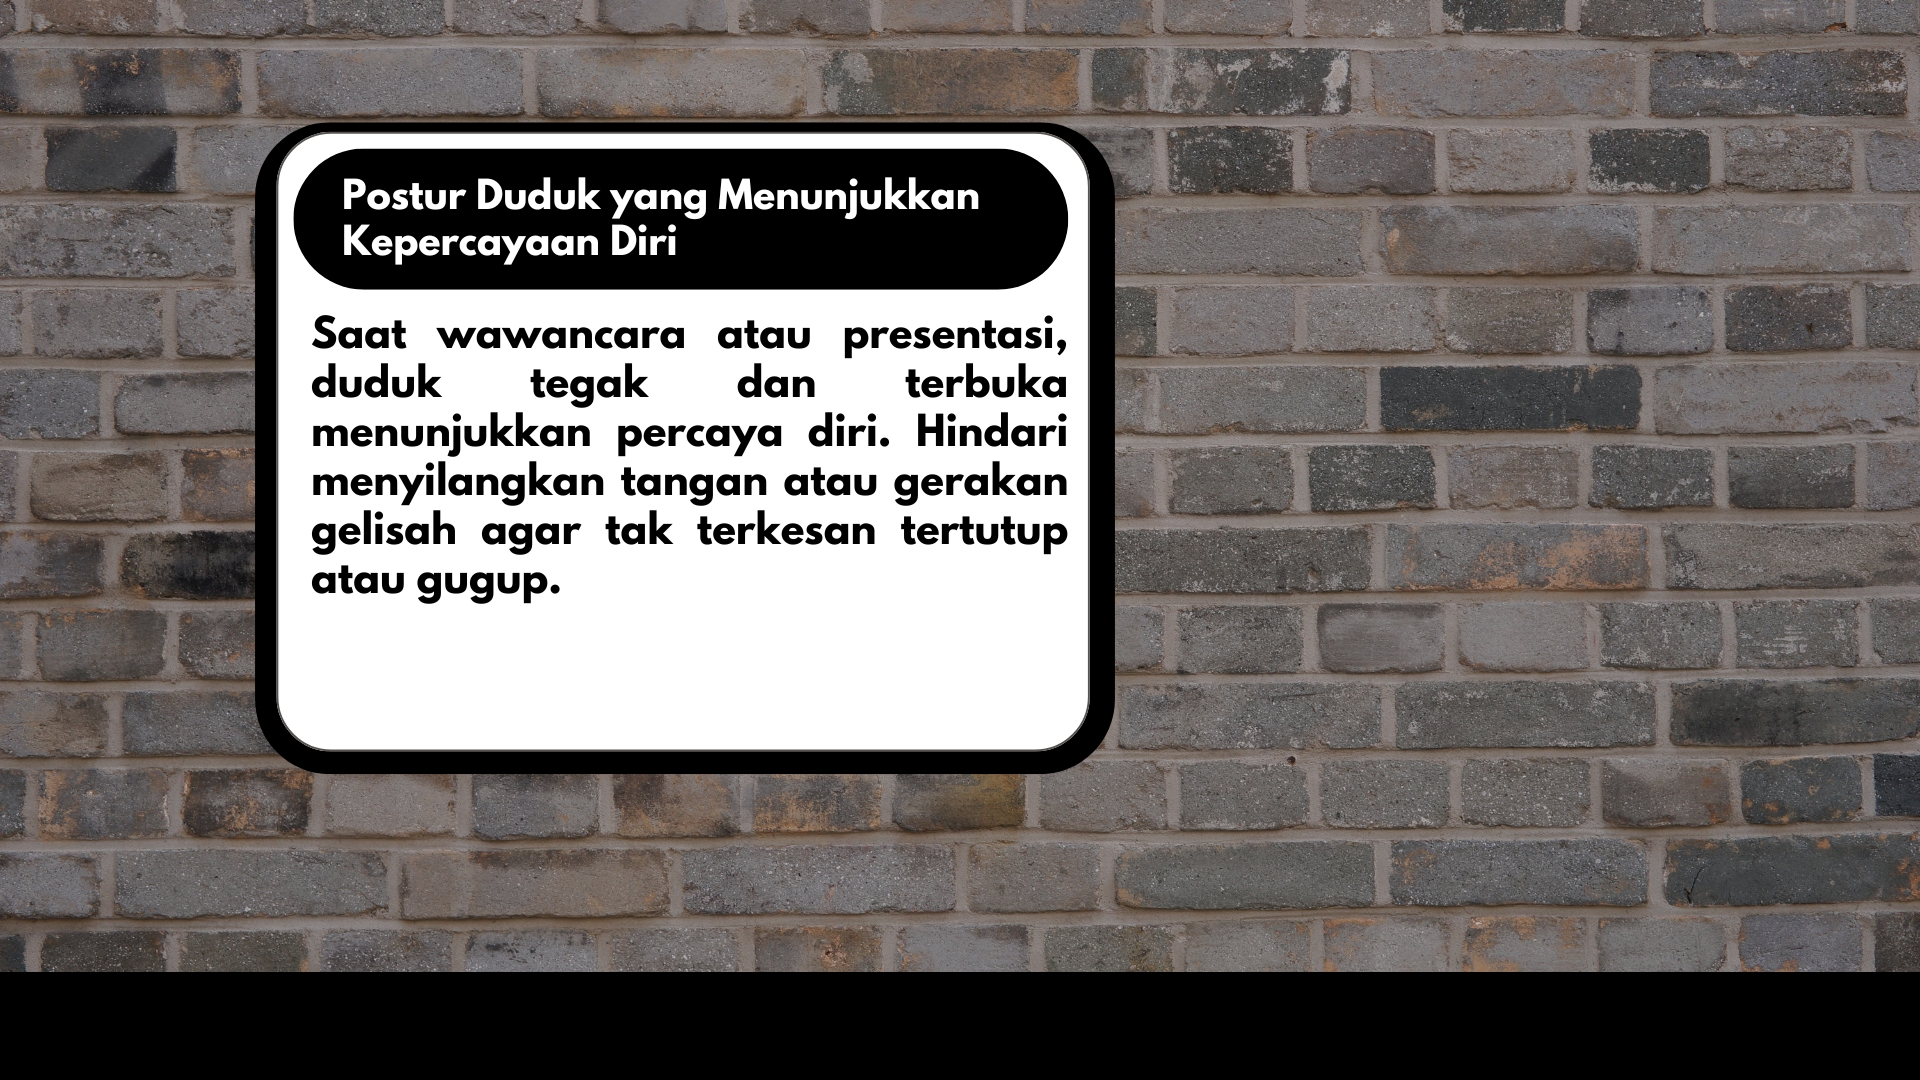 Postur Duduk yang Menunjukkan
Kepercayaan Diri
Saat wawancara atau presentasi,
duduk tegak dan terbuka
menunjukkan percaya diri. Hindari
menyilangkan tangan atau gerakan
gelisah agar tak terkesan tertutup
atau gugup.